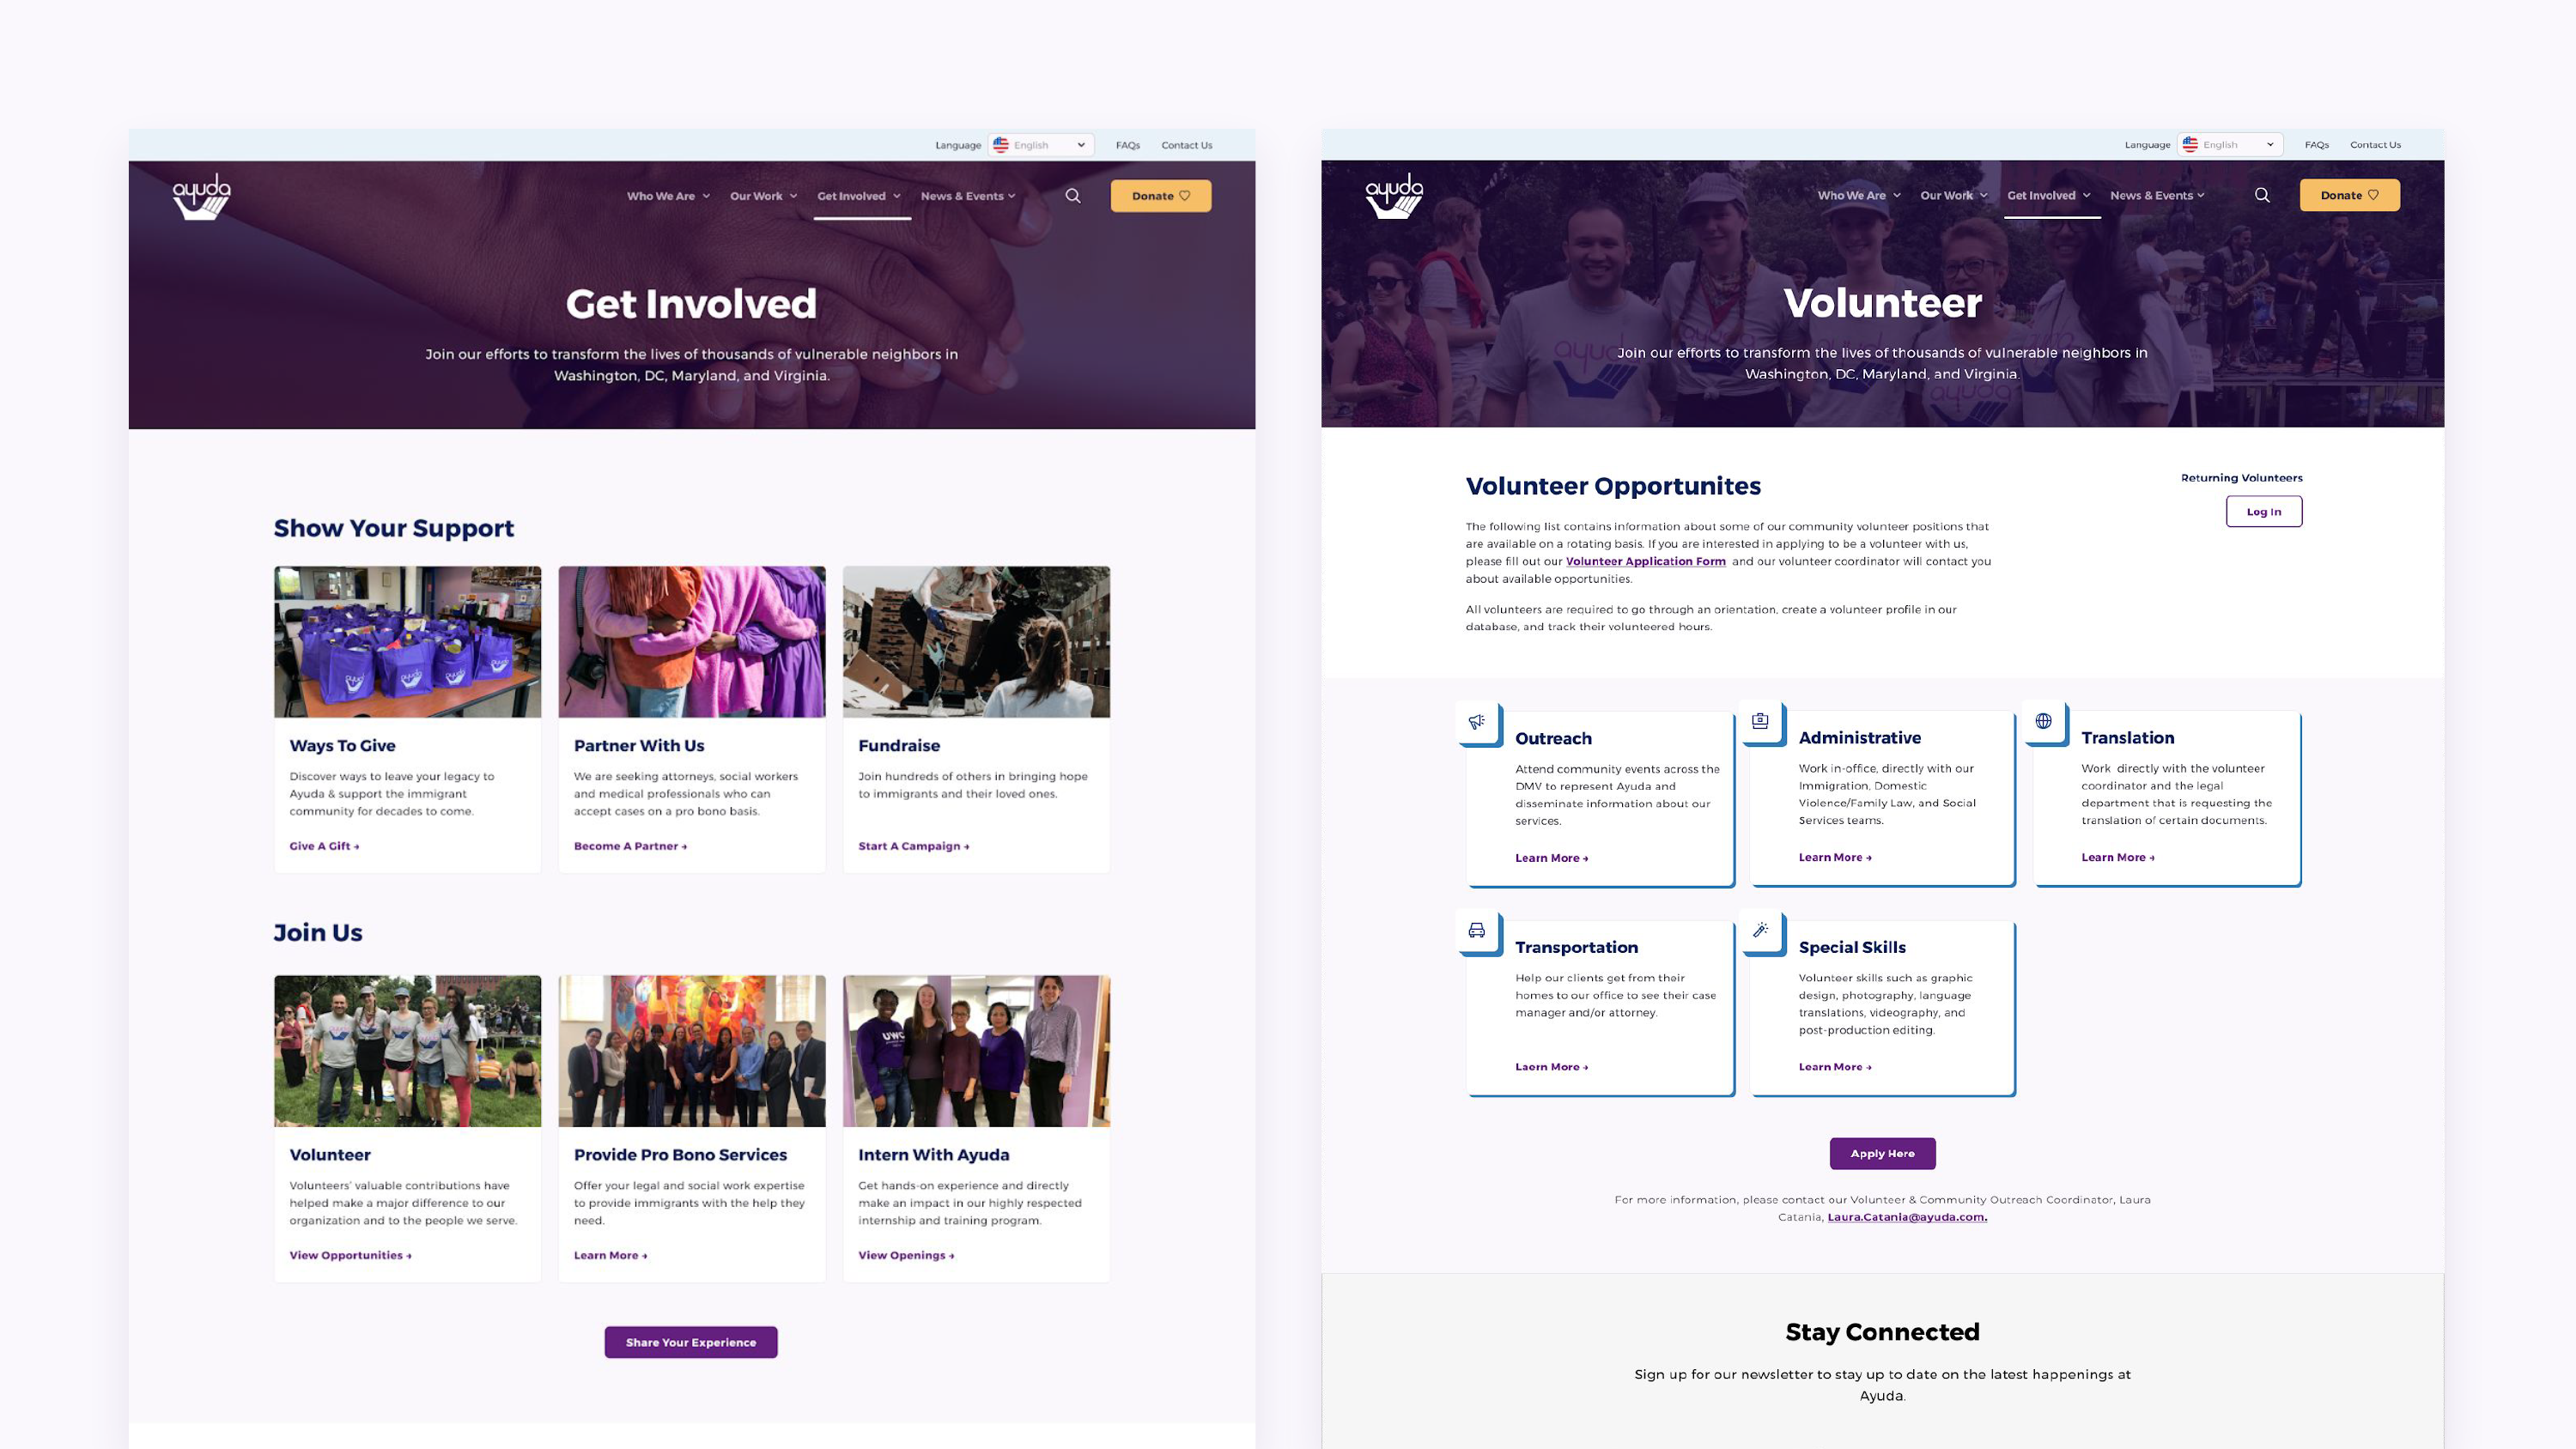 Language English FAQs Contact Us
ayuda
Who We Are Our Work Get Involved News & Events Donate
Get Involved
Join our efforts to transform the lives of thousands of vulnerable neighbors in
Washington, DC, Maryland, and Virginia.
Show Your Support
Ways To Give
Discover ways to leave your legacy to
Ayuda & support the immigrant
community for decades to come.
Give A Gift →
Partner With Us
We are seeking attorneys, social workers
and medical professionals who can
accept cases on a pro bono basis.
Become A Partner →
Fundraise
Join hundreds of others in bringing hope
to immigrants and their loved ones.
Start A Campaign →
Join Us
UWC
Volunteer
Volunteers' valuable contributions have
helped make a major difference to our
organization and to the people we serve.
View Opportunities →
Provide Pro Bono Services
Offer your legal and social work expertise
to provide immigrants with the help they
need.
Learn More →
Intern With Ayuda
Get hands-on experience and directly
make an impact in our highly respected
internship and training program.
View Openings →
Share Your Experience
Language English FAQs Contact Us
ayuda
Who We Are Our Work Get Involved News & Events Donate
Volunteer
Join our efforts to transform the lives of thousands of vulnerable neighbors in
Washington, DC, Maryland, and Virginia.
ayuda
ayuda
Volunteer Opportunites
The following list contains information about some of our community volunteer positions that
are available on a rotating basis. If you are interested in applying to be a volunteer with us,
please fill out our Volunteer Application Form and our volunteer coordinator will contact you
about available opportunities.
All volunteers are required to go through an orientation, create a volunteer profile in our
database, and track their volunteered hours.
Returning Volunteers
Log In
Outreach
Attend community events across the
DMV to represent Ayuda and
disseminate information about our
services.
Learn More →
Administrative
Work in-office, directly with our
Immigration, Domestic
Violence/Family Law, and Social
Services teams.
Learn More →
Translation
Work directly with the volunteer
coordinator and the legal
department that is requesting the
translation of certain documents.
Learn More →
Transportation
Help our clients get from their
homes to our office to see their case
manager and/or attorney.
Laern More →
Special Skills
Volunteer skills such as graphic
design, photography, language
translations, videography, and
post-production editing.
Learn More →
Apply Here
For more information, please contact our Volunteer & Community Outreach Coordinator, Laura
Catania, Laura.Catania@ayuda.com.
Stay Connected
Sign up for our newsletter to stay up to date on the latest happenings at
Ayuda.